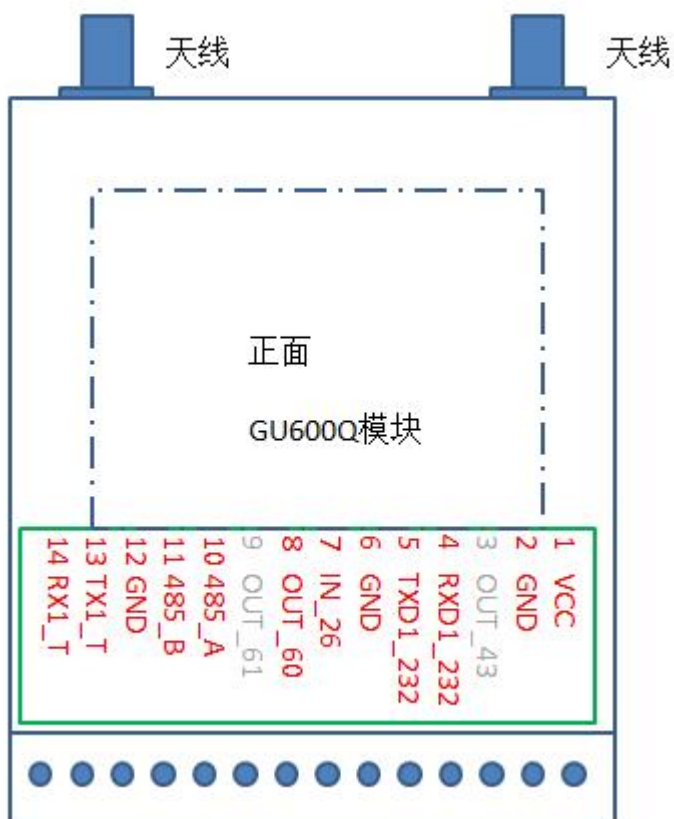 天线
天线
正面
GU600Q模块
14 RX1_T
13 TX1_T
12 GND
11 485_B
10 485_A
9 OUT_61
8 OUT_60
7 IN_26
6 GND
5 TXD1_232
4 RXD1_232
3 OUT_43
2 GND
1 VCC